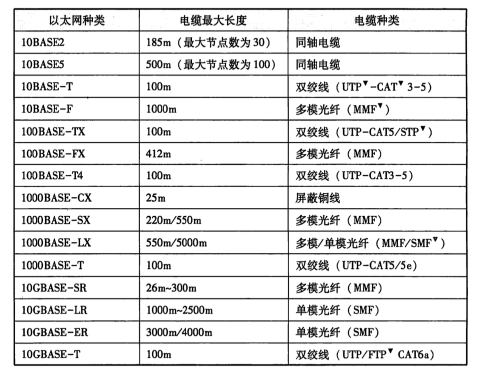 以太网种类 电缆最大长度 电缆种类
10BASE2 185m（最大节点数为30） 同轴电缆
10BASE5 500m（最大节点数为100） 同轴电缆
10BASE-T 100m 双绞线（UTP▼-CAT▼ 3-5）
10BASE-F 1000m 多模光纤（MMF▼）
100BASE-TX 100m 双绞线（UTP-CAT5/STP▼）
100BASE-FX 412m 多模光纤（MMF）
100BASE-T4 100m 双绞线（UTP-CAT3-5）
1000BASE-CX 25m 屏蔽铜线
1000BASE-SX 220m/550m 多模光纤（MMF）
1000BASE-LX 550m/5000m 多模/单模光纤（MMF/SMF▼）
1000BASE-T 100m 双绞线（UTP-CAT5/5e）
10GBASE-SR 26m~300m 多模光纤（MMF）
10GBASE-LR 1000m~2500m 单模光纤（SMF）
10GBASE-ER 3000m/4000m 单模光纤（SMF）
10GBASE-T 100m 双绞线（UTP/FTP▼ CAT6a）